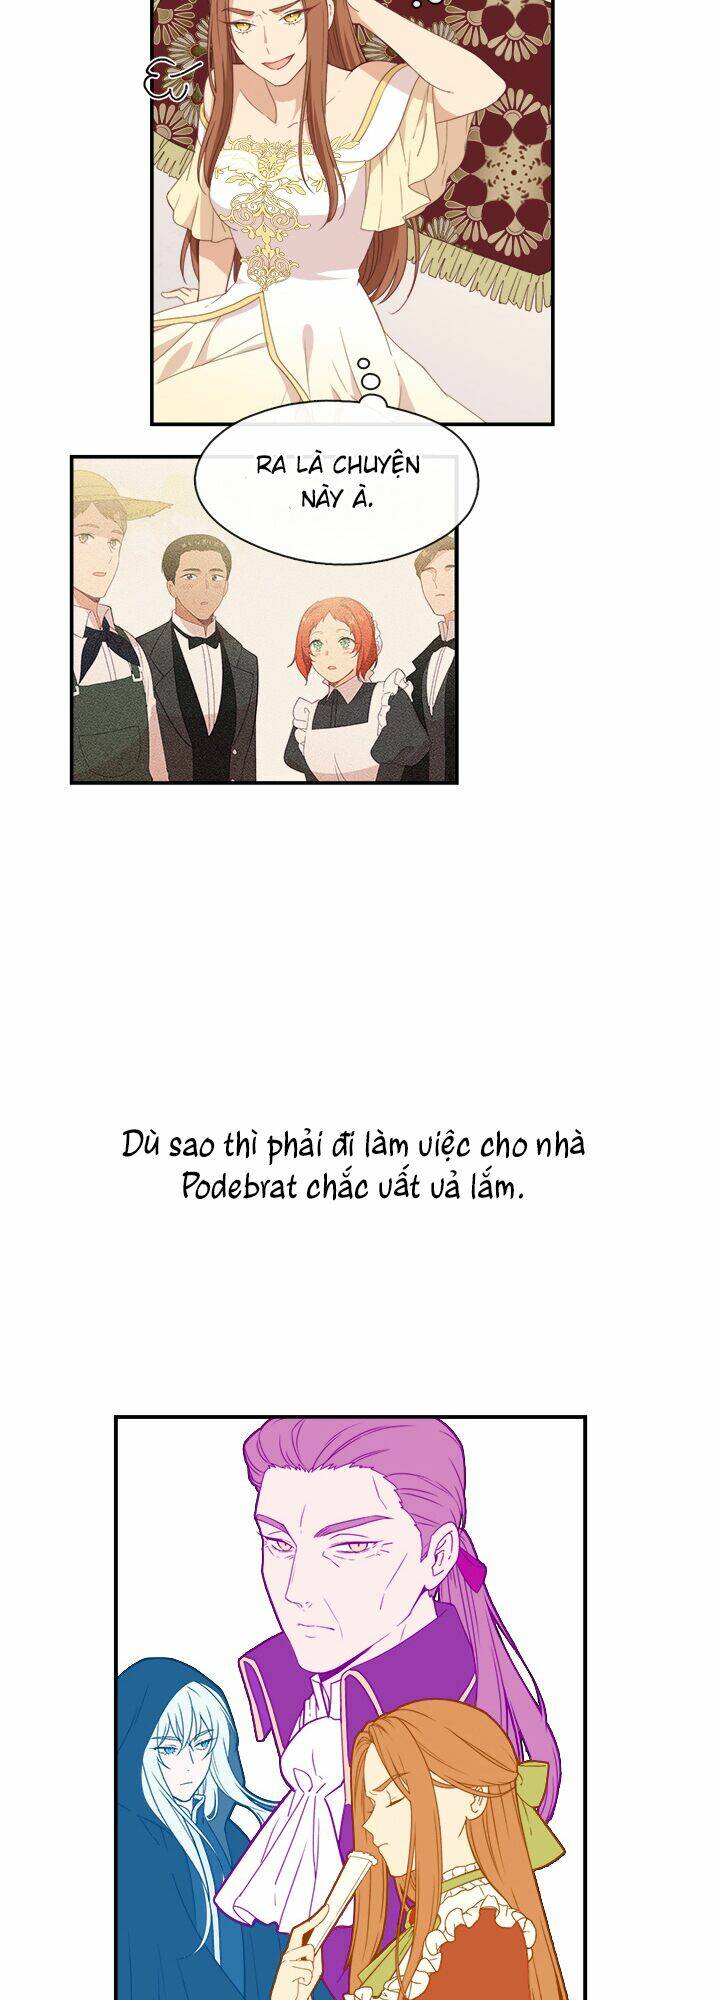 RA LÀ CHUYỆN
NÀY À.
Dù sao thì phải đi làm việc cho nhà
Podebrat chắc vất vả lắm.